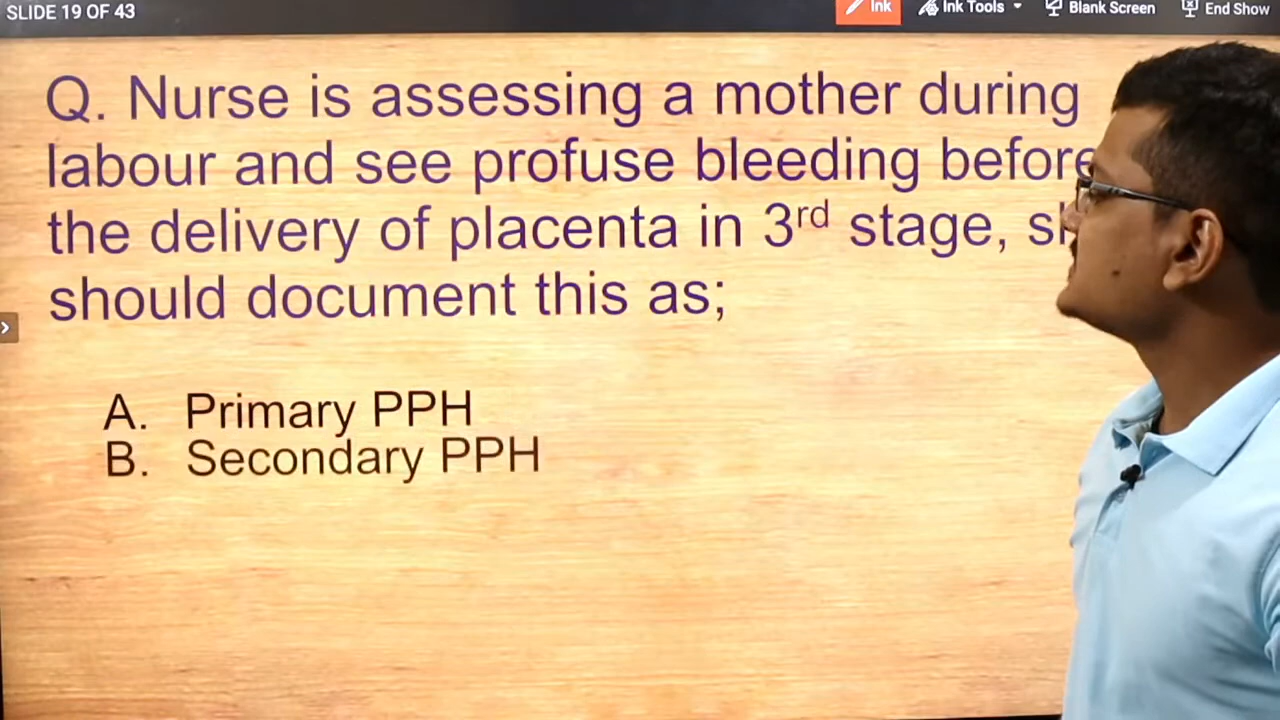 SLIDE 19 OF 43
Ink
Ink Tools
Blank Screen
End Show
Q. Nurse is assessing a mother during
labour and see profuse bleeding before
the delivery of placenta in 3rd stage,
should document this as;
A. Primary PPH
B. Secondary PPH